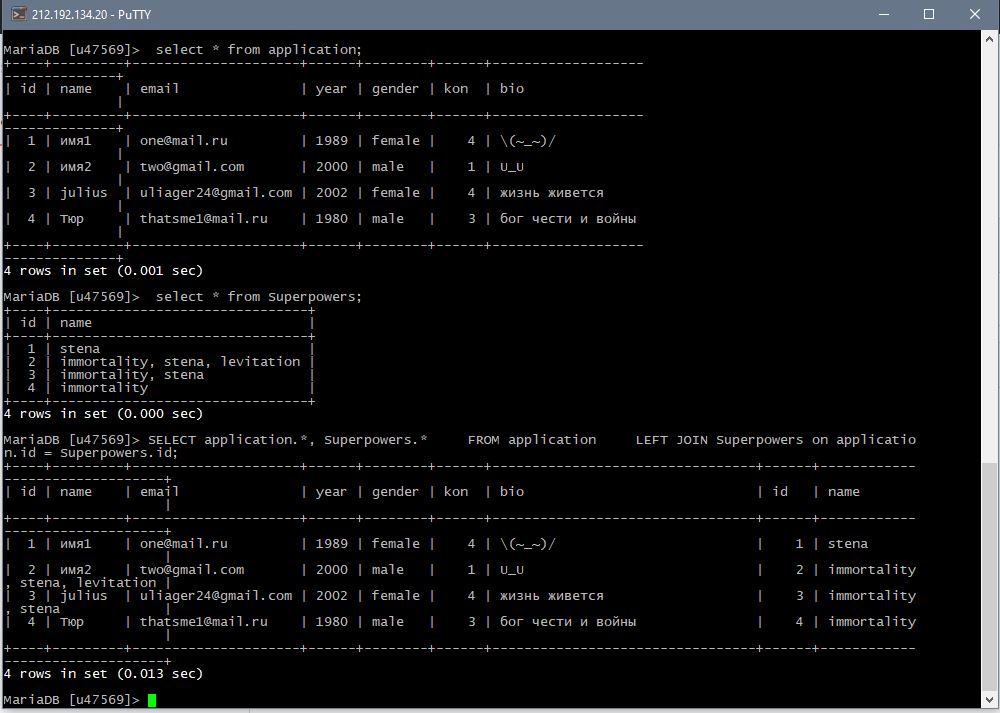 212.192.134.20 - PuTTY
MariaDB [u47569]>  select * from application;
+----+---------+---------------------+------+--------+------+-------------------
--------------+
| id | name    | email               | year | gender | kon  | bio
              |
+----+---------+---------------------+------+--------+------+-------------------
--------------+
|  1 | имя1    | one@mail.ru         | 1989 | female |    4 | \(~_~)/
              |
|  2 | имя2    | two@gmail.com       | 2000 | male   |    1 | U_U
              |
|  3 | julius  | uliager24@gmail.com | 2002 | female |    4 | жизнь живется
              |
|  4 | Тюр     | thatsme1@mail.ru    | 1980 | male   |    3 | бог чести и войны
              |
+----+---------+---------------------+------+--------+------+-------------------
--------------+
4 rows in set (0.001 sec)
MariaDB [u47569]>  select * from Superpowers;
+----+--------------------------------+
| id | name                           |
+----+--------------------------------+
|  1 | stena                          |
|  2 | immortality, stena, levitation |
|  3 | immortality, stena             |
|  4 | immortality                    |
+----+--------------------------------+
4 rows in set (0.000 sec)
MariaDB [u47569]> SELECT application.*, Superpowers.*     FROM application     LEFT JOIN Superpowers on applicatio
n.id = Superpowers.id;
+----+---------+---------------------+------+--------+------+---------------------------------+------+------------
--------------------+
| id | name    | email               | year | gender | kon  | bio                             | id   | name
                    |
+----+---------+---------------------+------+--------+------+---------------------------------+------+------------
--------------------+
|  1 | имя1    | one@mail.ru         | 1989 | female |    4 | \(~_~)/                         |    1 | stena
                    |
|  2 | имя2    | two@gmail.com       | 2000 | male   |    1 | U_U                             |    2 | immortality
, stena, levitation |
|  3 | julius  | uliager24@gmail.com | 2002 | female |    4 | жизнь живется                   |    3 | immortality
, stena             |
|  4 | Тюр     | thatsme1@mail.ru    | 1980 | male   |    3 | бог чести и войны               |    4 | immortality
                    |
+----+---------+---------------------+------+--------+------+---------------------------------+------+------------
--------------------+
4 rows in set (0.013 sec)
MariaDB [u47569]>